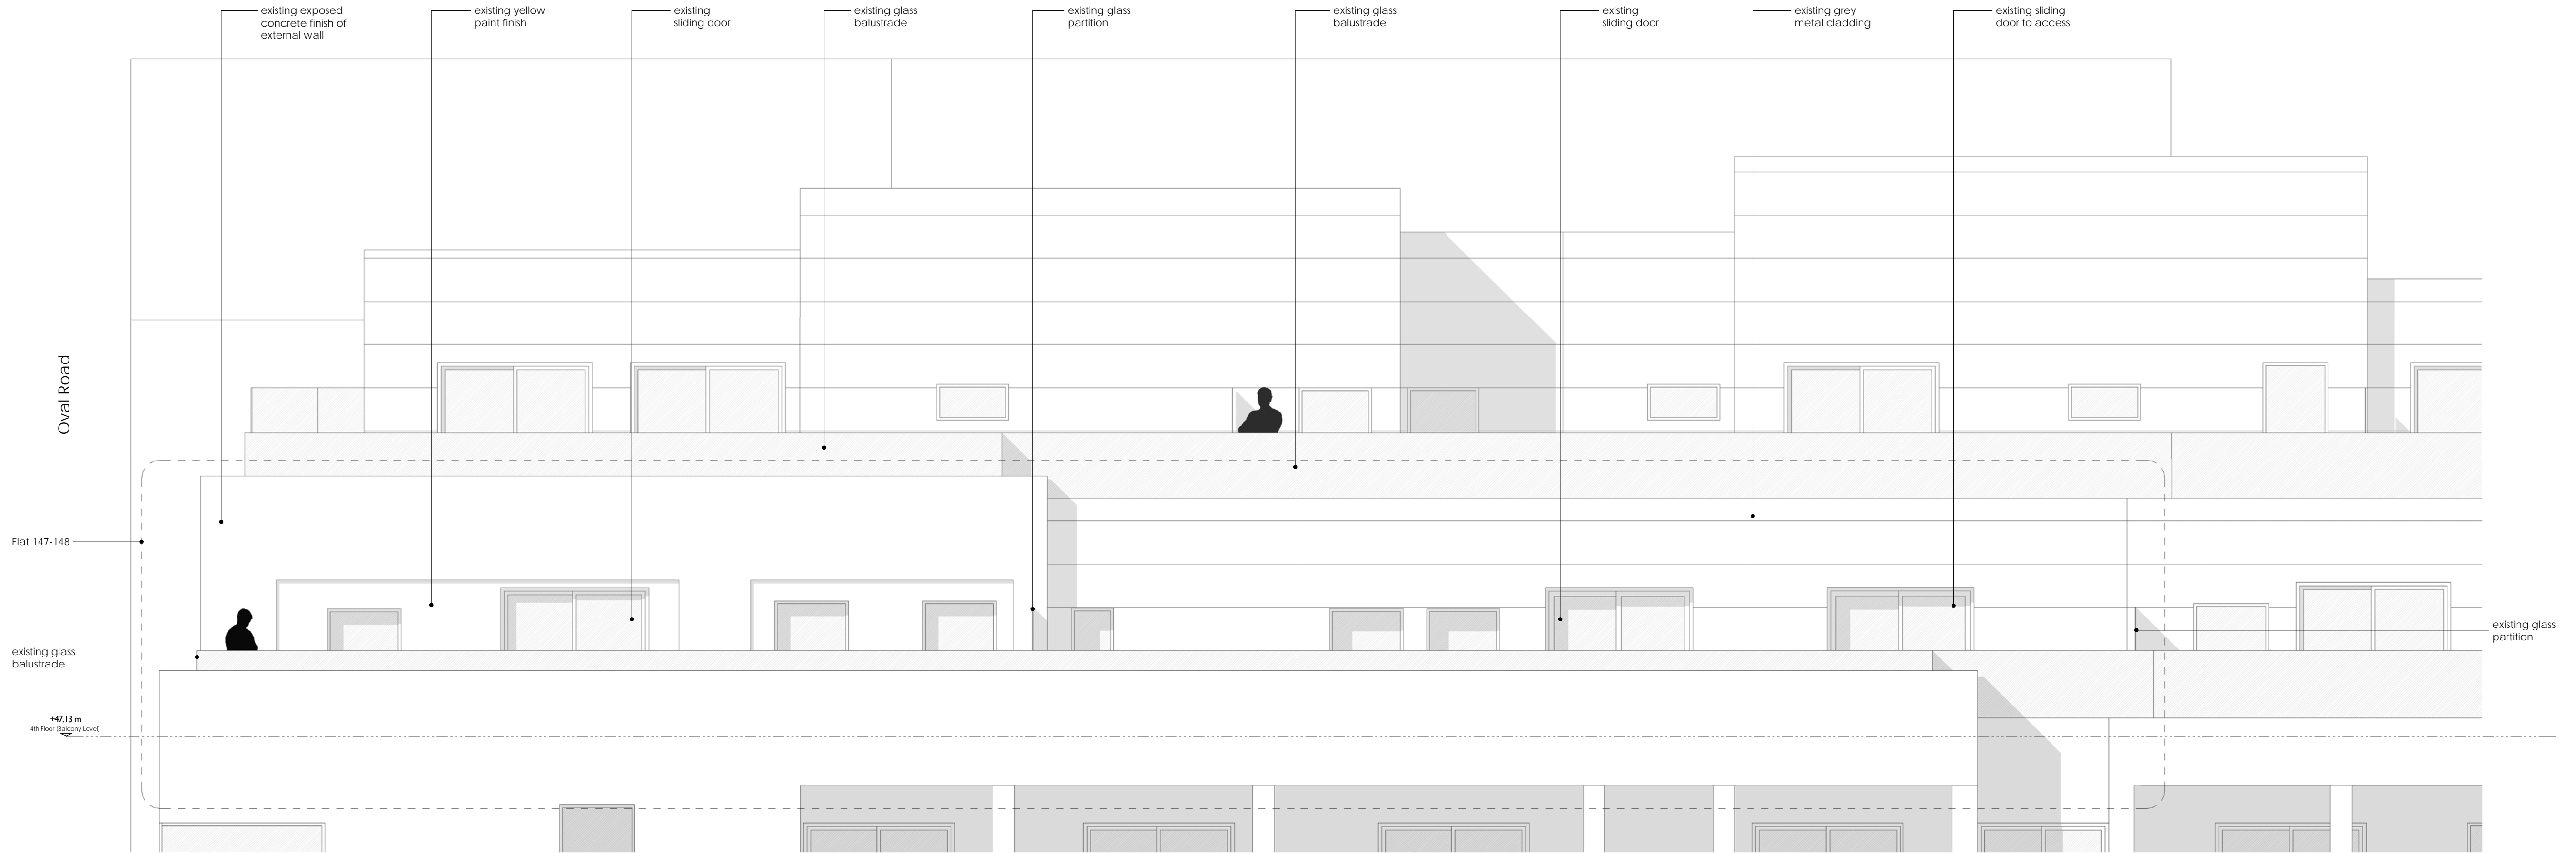 existing exposed
concrete finish of
external wall
existing yellow
paint finish
existing
sliding door
existing glass
balustrade
existing glass
partition
existing glass
balustrade
existing
sliding door
existing grey
metal cladding
existing sliding
door to access
Oval Road
Flat 147-148
existing glass
partition
existing glass
balustrade
+47.13 m
4th Floor (Balcony Level)